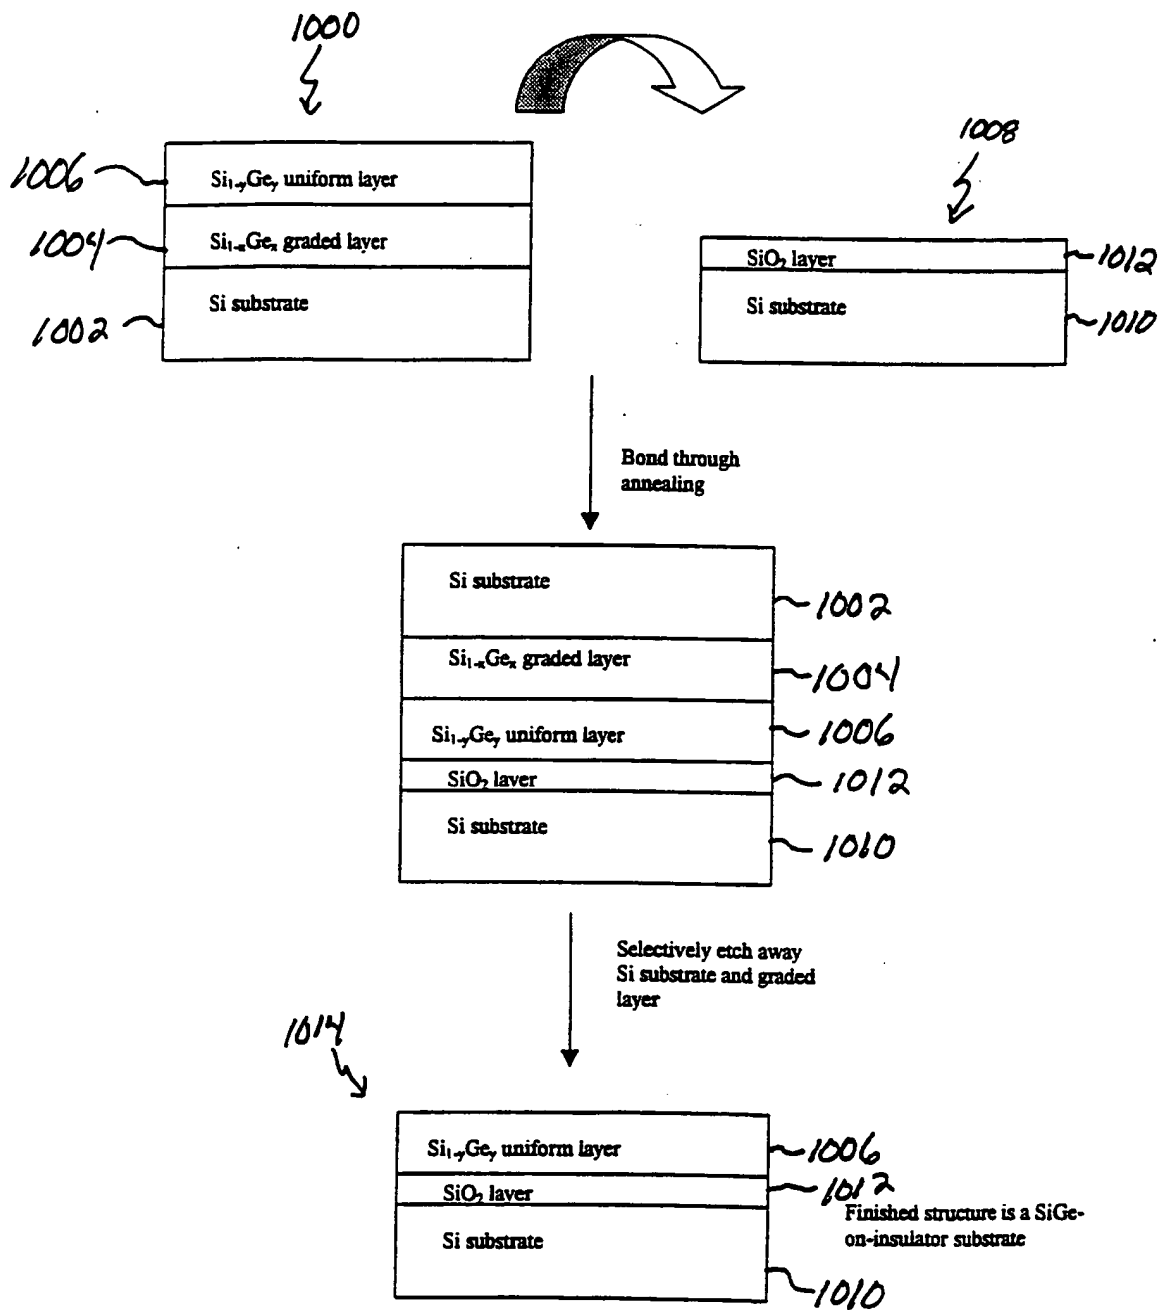 1000
1008
1006
Si₁₋ᵧGeᵧ uniform layer
1004
Si₁₋ₓGeₓ graded layer
Si substrate
1002
SiO₂ layer
1012
Si substrate
1010
Bond through
annealing
Si substrate
1002
Si₁₋ₓGeₓ graded layer
1004
Si₁₋ᵧGeᵧ uniform layer
1006
SiO₂ layer
1012
Si substrate
1010
Selectively etch away
Si substrate and graded
layer
1014
Si₁₋ᵧGeᵧ uniform layer
1006
SiO₂ layer
1012
Finished structure is a SiGe-
on-insulator substrate
Si substrate
1010